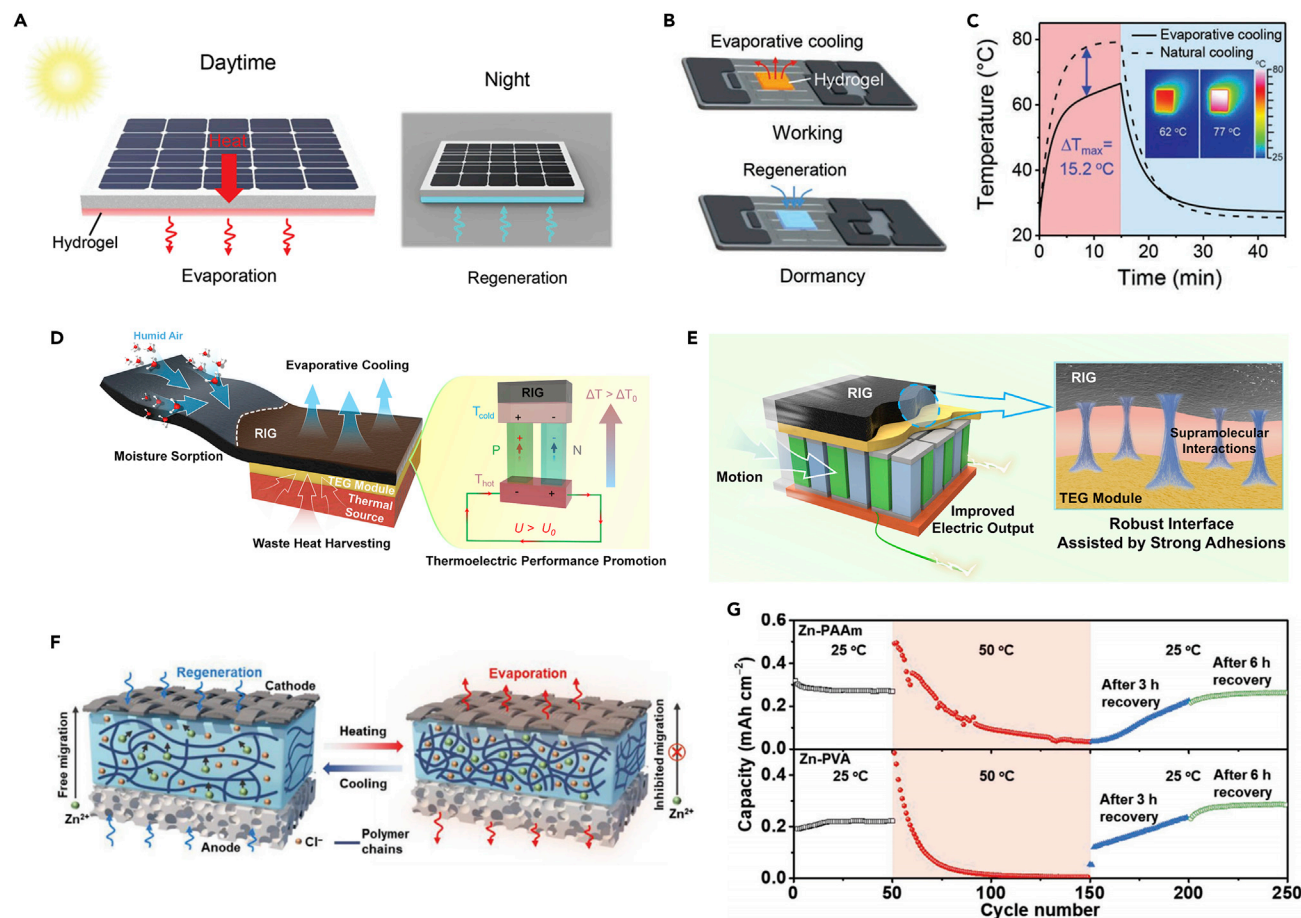 A
Daytime
Heat
Hydrogel
Evaporation
Night
Regeneration
B
Evaporative cooling
Hydrogel
Working
Regeneration
Dormancy
C
Temperature (°C)
80
60
40
20
Evaporative cooling
Natural cooling
°C
80
62 °C
77 °C
25
ΔTmax=
15.2 °C
0
10
20
30
40
Time (min)
D
Humid Air
Evaporative Cooling
RIG
Moisture Sorption
TEG Module
Thermal
Source
Waste Heat Harvesting
RIG
Tcold
ΔT > ΔT0
+
-
+
-
P
N
Thot
-
+
U > U0
Thermoelectric Performance Promotion
E
RIG
Motion
Improved
Electric Output
RIG
Supramolecular
Interactions
TEG Module
Robust Interface
Assisted by Strong Adhesions
F
Regeneration
Cathode
Evaporation
Free migration
Heating
Cooling
Inhibited migration
Zn2+
Anode
Cl−
Polymer
chains
Zn2+
G
Capacity (mAh cm−2)
0.6
0.4
0.2
0.0
Zn-PAAm
25 °C
50 °C
25 °C
After 3 h
recovery
After 6 h
recovery
0.4
0.2
0.0
Zn-PVA
25 °C
50 °C
25 °C
After 3 h
recovery
After 6 h
recovery
0
50
100
150
200
250
Cycle number